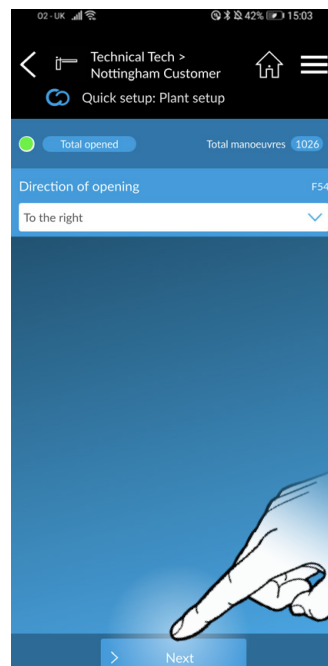 O2-UK 42% 15:03
Technical Tech >
Nottingham Customer
Quick setup: Plant setup
Total opened Total manoeuvres 1026
Direction of opening F54
To the right
> Next